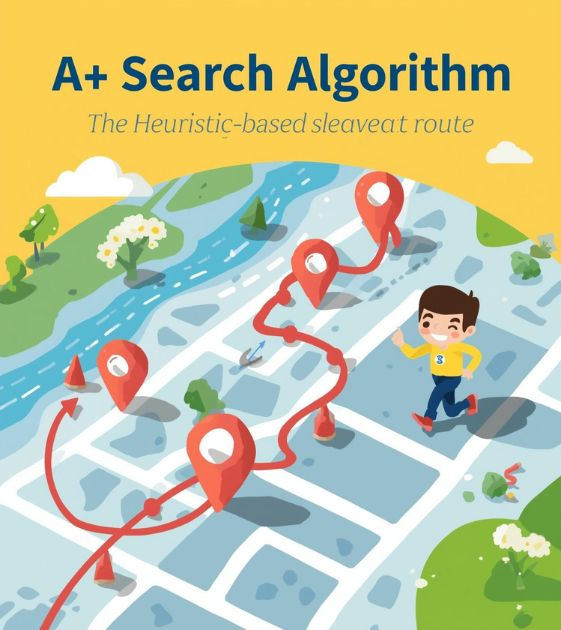 A+ Search Algorithm
The Heuristic-based sleaveat route